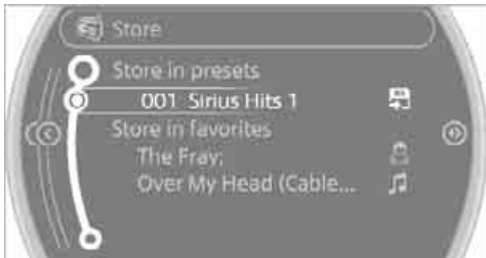 Store
Store in presets
001 Sirius Hits 1
Store in favorites
The Fray:
Over My Head (Cable...